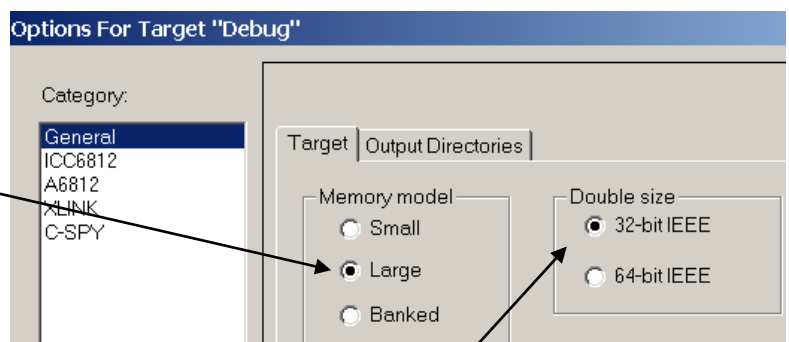 Options For Target "Debug"
Category:
General
ICC6812
A6812
XLINK
C-SPY
Target
Output Directories
Memory model
Small
Large
Banked
Double size
32-bit IEEE
64-bit IEEE